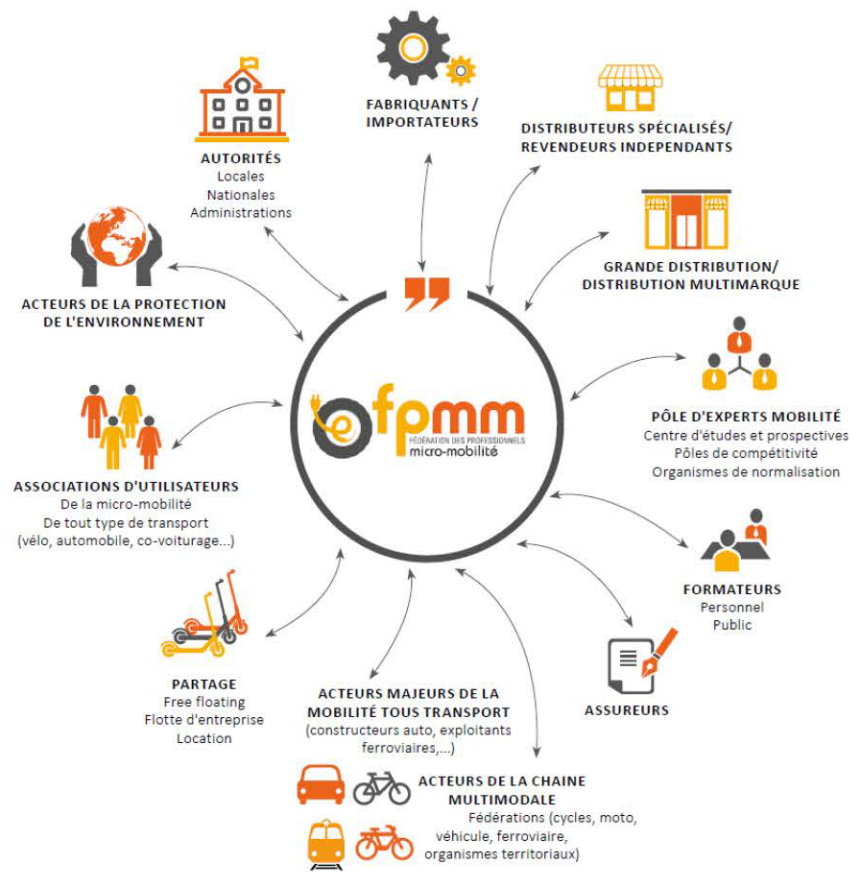 FABRIQUANTS /
IMPORTATEURS
DISTRIBUTEURS SPÉCIALISÉS/
REVENDEURS INDEPENDANTS
GRANDE DISTRIBUTION/
DISTRIBUTION MULTIMARQUE
PÔLE D'EXPERTS MOBILITÉ
Centre d'études et prospectives
Pôles de compétitivité
Organismes de normalisation
FORMATEURS
Personnel
Public
ASSUREURS
ACTEURS DE LA CHAINE
MULTIMODALE
Fédérations (cycles, moto,
véhicule, ferroviaire,
organismes territoriaux)
ACTEURS MAJEURS DE LA
MOBILITÉ TOUS TRANSPORT
(constructeurs auto, exploitants
ferroviaires,...)
PARTAGE
Free floating
Flotte d'entreprise
Location
ASSOCIATIONS D'UTILISATEURS
De la micro-mobilité
De tout type de transport
(vélo, automobile, co-voiturage...)
ACTEURS DE LA PROTECTION
DE L'ENVIRONNEMENT
AUTORITÉS
Locales
Nationales
Administrations
e fpmm
FÉDÉRATION DES PROFESSIONNELS
micro-mobilité